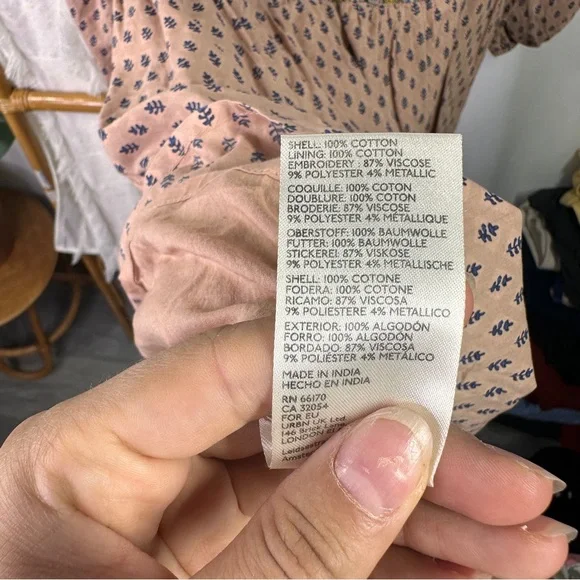 SHELL: 100% COTTON
LINING: 100% COTTON
EMBROIDERY : 87% VISCOSE
9% POLYESTER 4% METALLIC
COQUILLE: 100% COTON
DOUBLURE: 100% COTON
BRODERIE: 87% VISCOSE
9% POLYESTER 4% MÉTALLIQUE
OBERSTOFF: 100% BAUMWOLLE
FUTTER: 100% BAUMWOLLE
STICKEREI: 87% VISKOSE
9% POLYESTER 4% METALLISCHE
SHELL: 100% COTONE
FODERA: 100% COTONE
RICAMO: 87% VISCOSA
9% POLIESTERE 4% METALLICO
EXTERIOR: 100% ALGODÓN
FORRO: 100% ALGODÓN
BORDADO: 87% VISCOSA
9% POLIÉSTER 4% METÁLICO
MADE IN INDIA
HECHO EN INDIA
RN 66170
CA 32054
FOR EU
URBN UK Ltd
146 Brick
LONDON